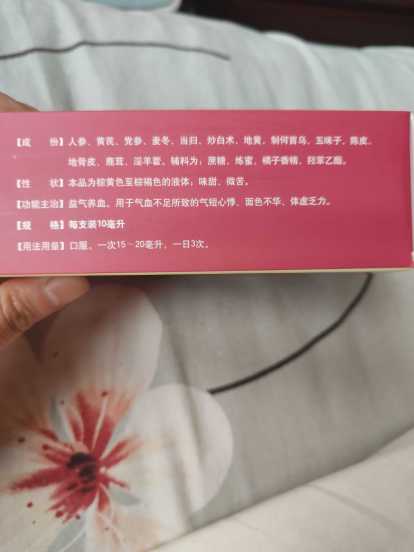 【成　份】人参、黄芪、党参、麦冬、当归、炒白术、地黄、制何首乌、五味子、陈皮、
地骨皮、鹿茸、淫羊藿。辅料为：蔗糖、炼蜜、橘子香精、羟苯乙酯。
【性　状】本品为棕黄色至棕褐色的液体；味甜、微苦。
【功能主治】益气养血。用于气血不足所致的气短心悸、面色不华、体虚乏力。
【规　格】每支装10毫升
【用法用量】口服。一次15～20毫升，一日3次。